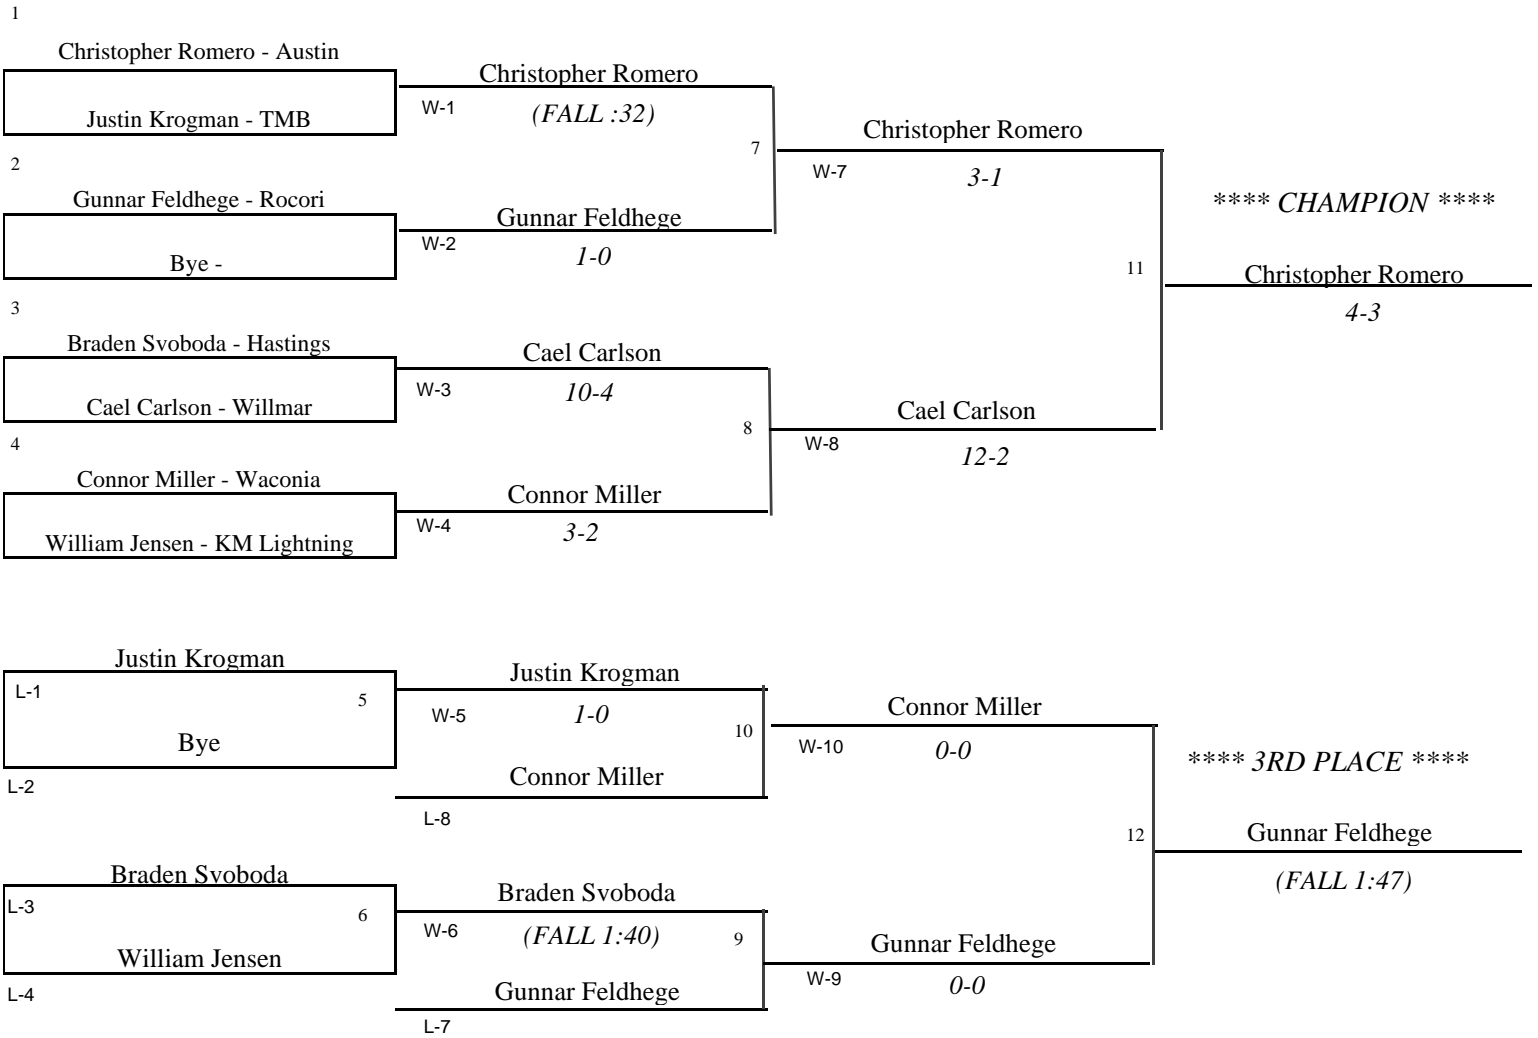 1
Christopher Romero - Austin
Justin Krogman - TMB
2
Gunnar Feldhege - Rocori
Bye -
3
Braden Svoboda - Hastings
Cael Carlson - Willmar
4
Connor Miller - Waconia
William Jensen - KM Lightning
Christopher Romero
W-1
(FALL :32)
7
Gunnar Feldhege
W-2
1-0
Cael Carlson
W-3
10-4
8
Connor Miller
W-4
3-2
Christopher Romero
W-7
3-1
11
Cael Carlson
W-8
12-2
**** CHAMPION ****
Christopher Romero
4-3
Justin Krogman
L-1
5
Bye
L-2
Braden Svoboda
L-3
6
William Jensen
L-4
Justin Krogman
W-5
1-0
10
Connor Miller
L-8
Braden Svoboda
W-6
(FALL 1:40)
9
Gunnar Feldhege
L-7
Connor Miller
W-10
0-0
12
Gunnar Feldhege
W-9
0-0
**** 3RD PLACE ****
Gunnar Feldhege
(FALL 1:47)